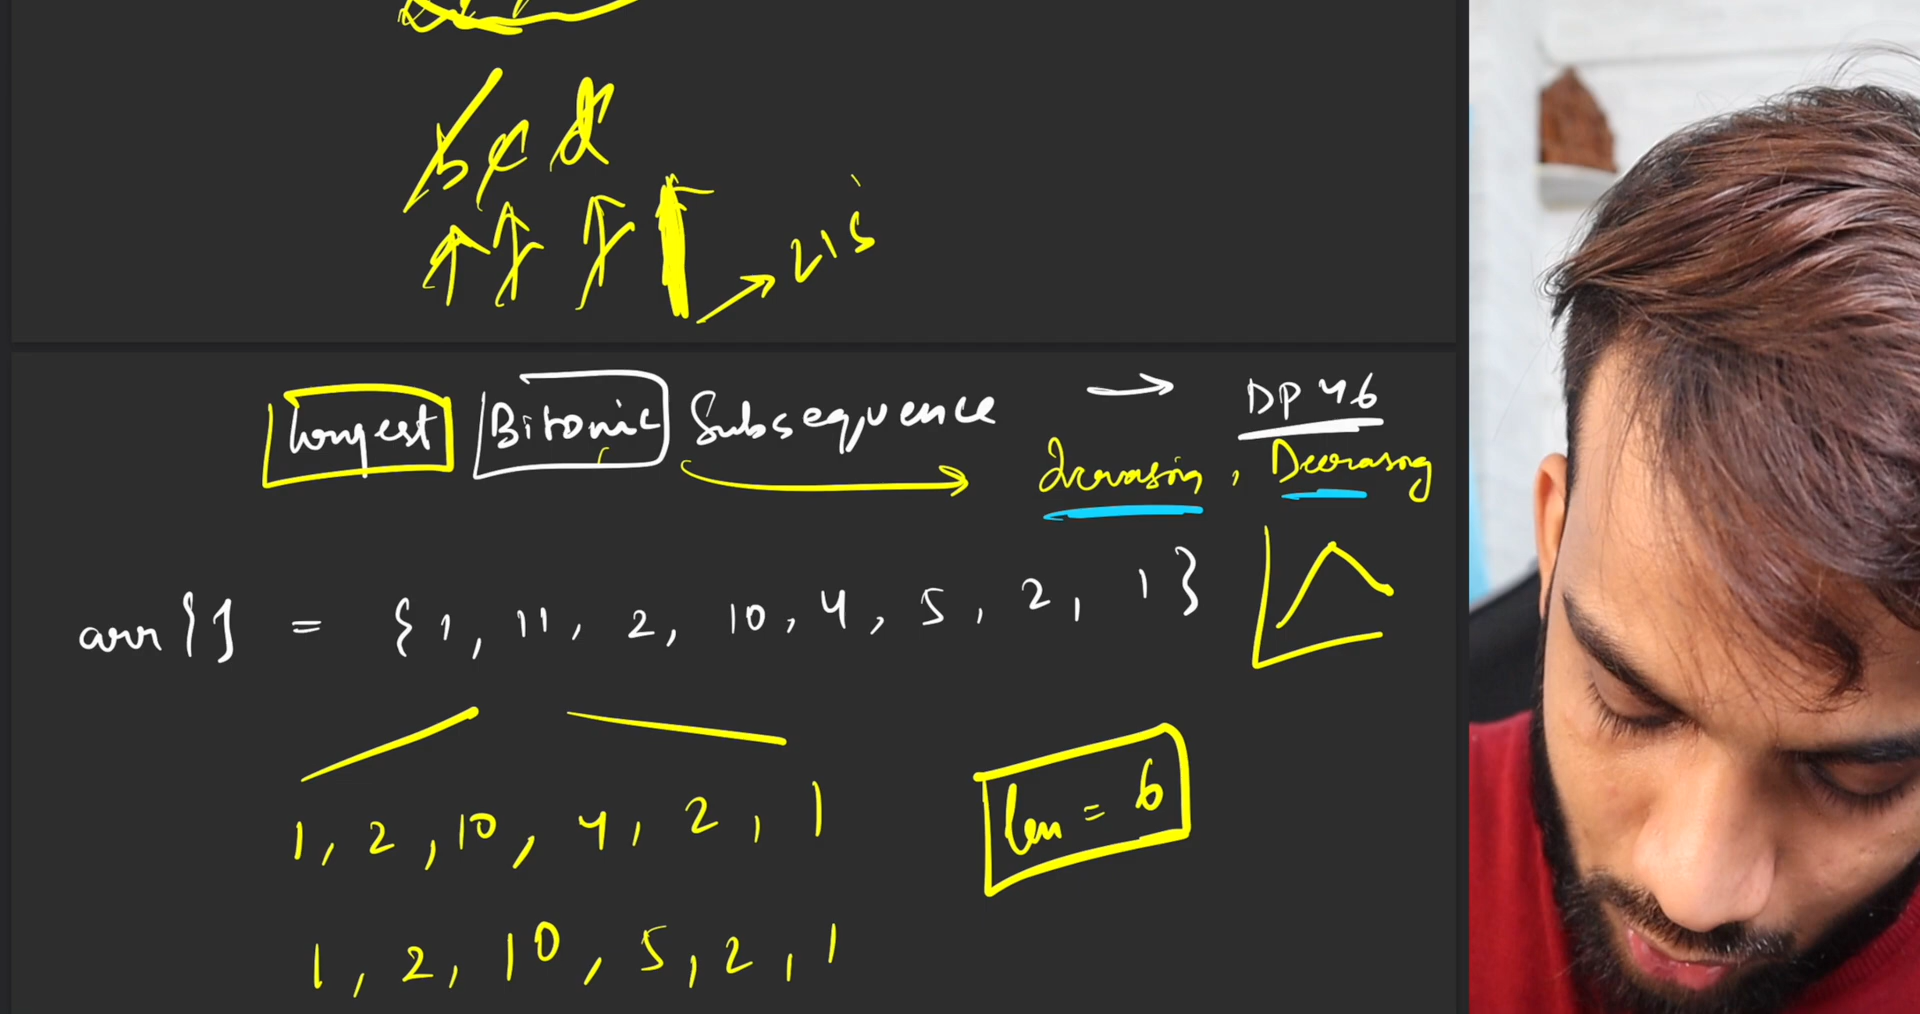 b c d
LIS
Longest Bitonic Subsequence → DP 46
Increasing, Decreasing
arr[] = {1, 11, 2, 10, 4, 5, 2, 1}
1, 2, 10, 4, 2, 1
len = 6
1, 2, 10, 5, 2, 1